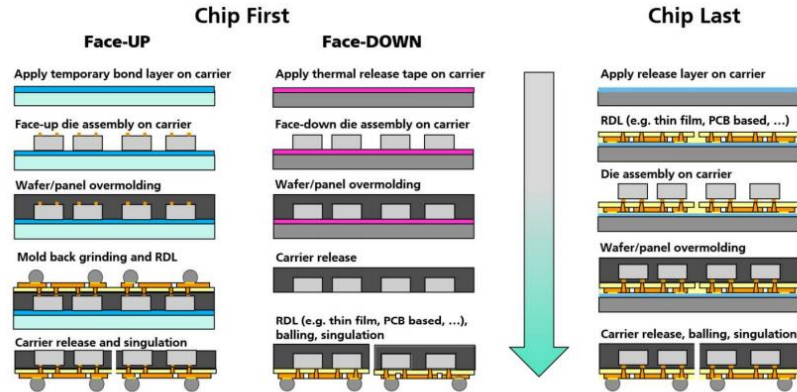 Chip First
Chip Last
Face-UP
Face-DOWN
Apply temporary bond layer on carrier
Face-up die assembly on carrier
Wafer/panel overmolding
Mold back grinding and RDL
Carrier release and singulation
Apply thermal release tape on carrier
Face-down die assembly on carrier
Wafer/panel overmolding
Carrier release
RDL (e.g. thin film, PCB based, ...),
balling, singulation
Apply release layer on carrier
RDL (e.g. thin film, PCB based, ...)
Die assembly on carrier
Wafer/panel overmolding
Carrier release, balling, singulation